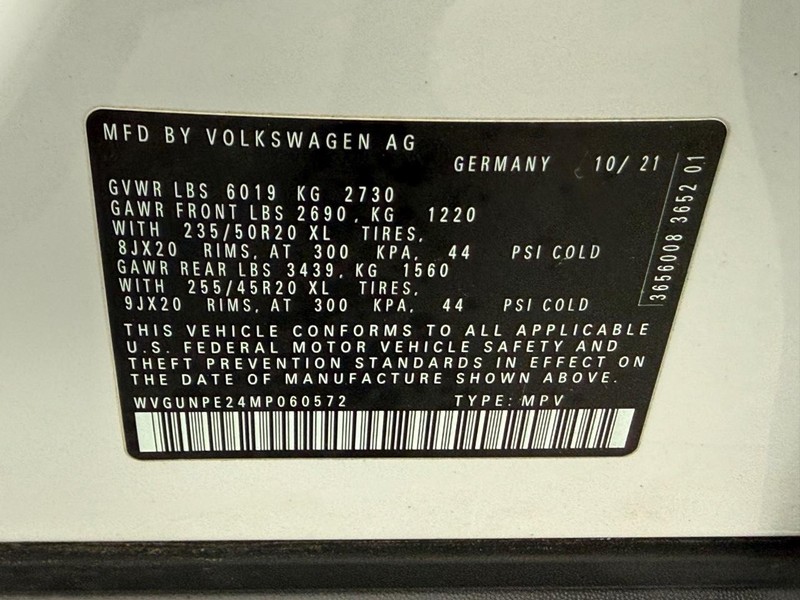 MFD BY VOLKSWAGEN AG
GERMANY 10/ 21
GVWR LBS 6019 KG 2730
GAWR FRONT LBS 2690, KG 1220
WITH 235/50R20 XL TIRES,
8JX20 RIMS, AT 300 KPA, 44 PSI COLD
GAWR REAR LBS 3439, KG 1560
WITH 255/45R20 XL TIRES,
9JX20 RIMS, AT 300 KPA, 44 PSI COLD
THIS VEHICLE CONFORMS TO ALL APPLICABLE
U.S. FEDERAL MOTOR VEHICLE SAFETY AND
THEFT PREVENTION STANDARDS IN EFFECT ON
THE DATE OF MANUFACTURE SHOWN ABOVE.
WVGUNPE24MP060572 TYPE: MPV
3656008 3652 01